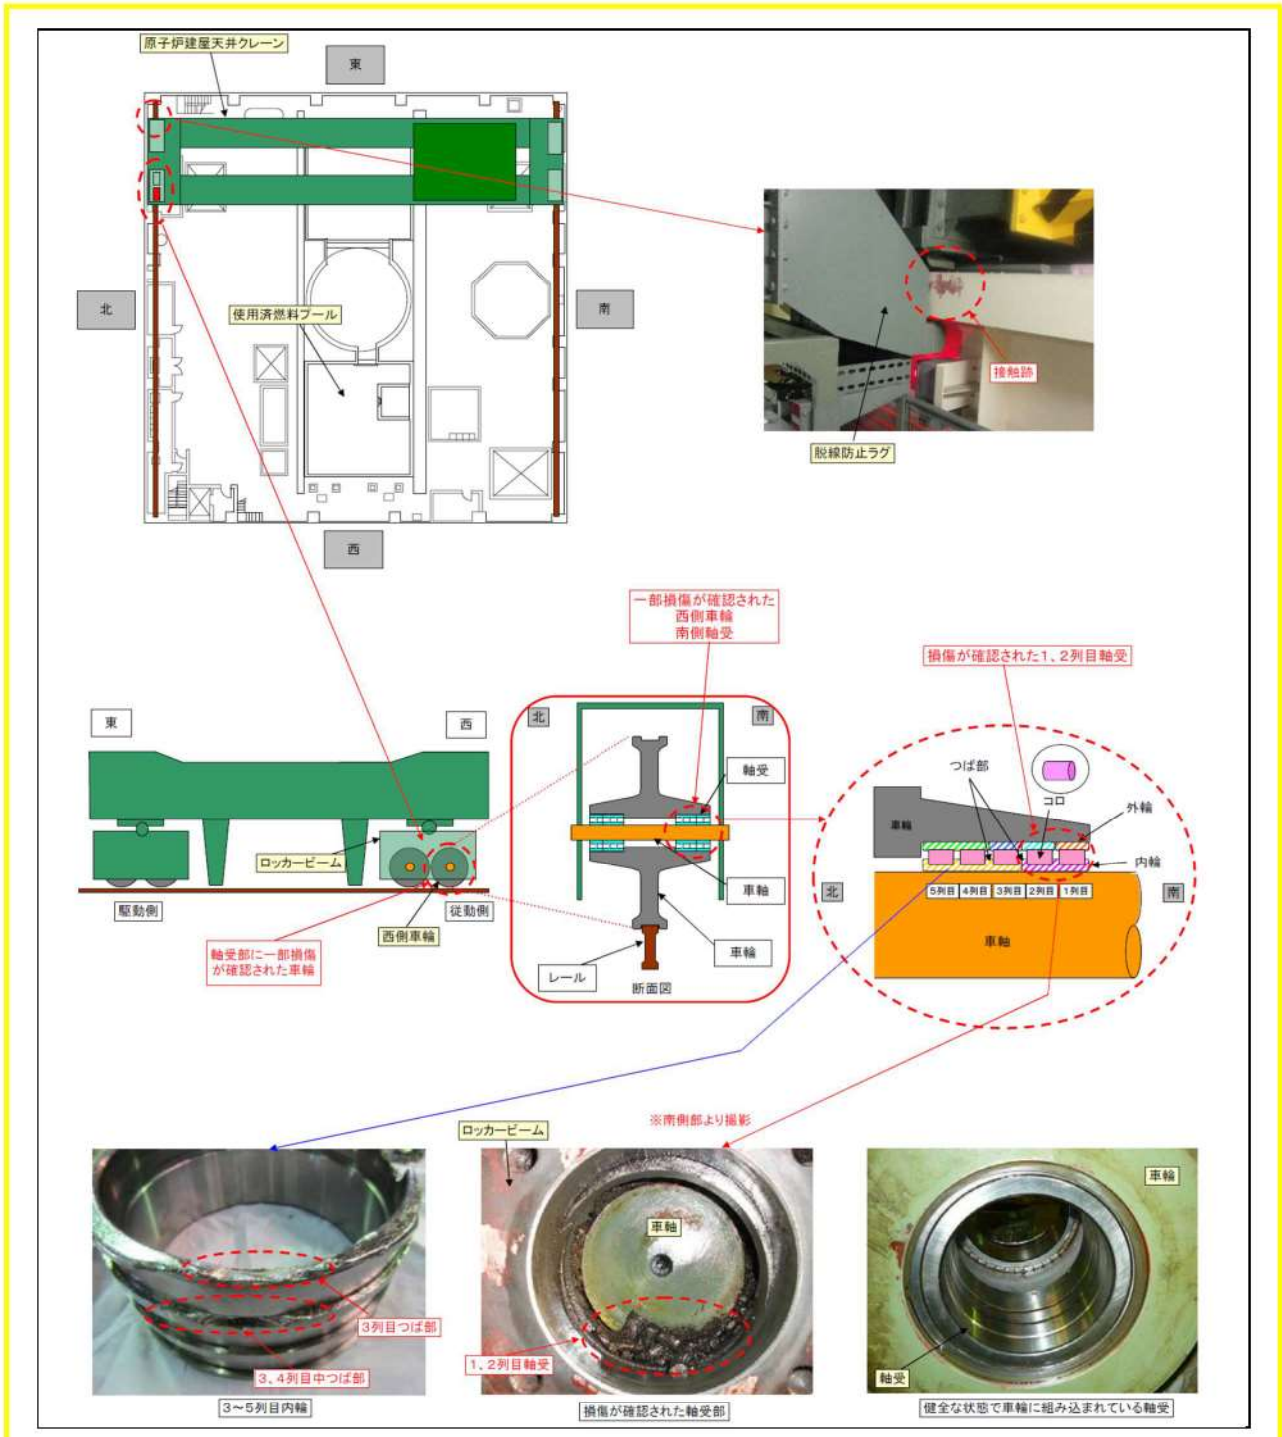 原子炉建屋天井クレーン
東
北
南
使用済燃料プール
接触跡
脱線防止ラグ
西
一部損傷が確認された
西側車輪
南側軸受
損傷が確認された1、2列目軸受
東
西
北
南
軸受
つば部
コロ
外輪
車輪
内輪
ロッカービーム
車軸
北
5列目
4列目
3列目
2列目
1列目
南
駆動側
従動側
西側車輪
車輪
車軸
軸受部に一部損傷
が確認された車輪
レール
断面図
※南側部より撮影
ロッカービーム
車軸
車輪
3列目つば部
3、4列目中つば部
1、2列目軸受
軸受
3~5列目内輪
損傷が確認された軸受部
健全な状態で車輪に組み込まれている軸受